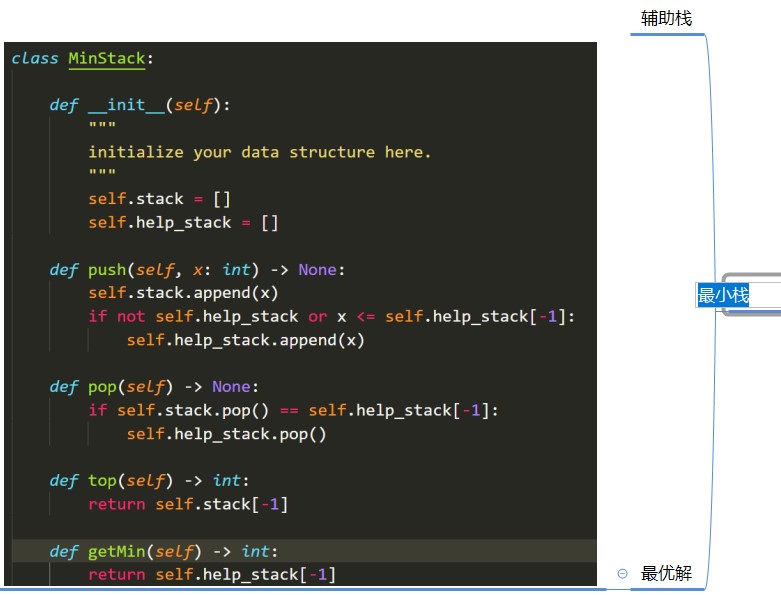 辅助栈
class MinStack:
def __init__(self):
"""
initialize your data structure here.
"""
self.stack = []
self.help_stack = []
def push(self, x: int) -> None:
self.stack.append(x)
if not self.help_stack or x <= self.help_stack[-1]:
self.help_stack.append(x)
def pop(self) -> None:
if self.stack.pop() == self.help_stack[-1]:
self.help_stack.pop()
def top(self) -> int:
return self.stack[-1]
def getMin(self) -> int:
return self.help_stack[-1]
最小栈
最优解